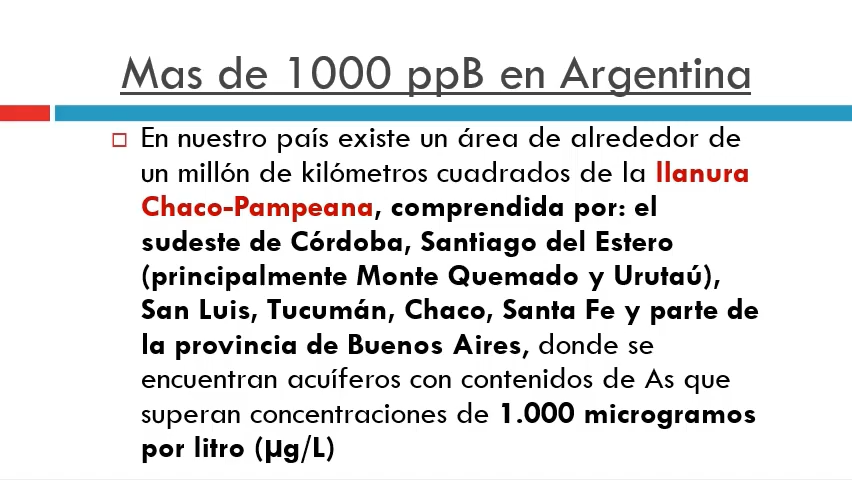 Mas de 1000 ppB en Argentina
En nuestro país existe un área de alrededor de
un millón de kilómetros cuadrados de la llanura
Chaco-Pampeana, comprendida por: el
sudeste de Córdoba, Santiago del Estero
(principalmente Monte Quemado y Urutaú),
San Luis, Tucumán, Chaco, Santa Fe y parte de
la provincia de Buenos Aires, donde se
encuentran acuíferos con contenidos de As que
superan concentraciones de 1.000 microgramos
por litro (µg/L)